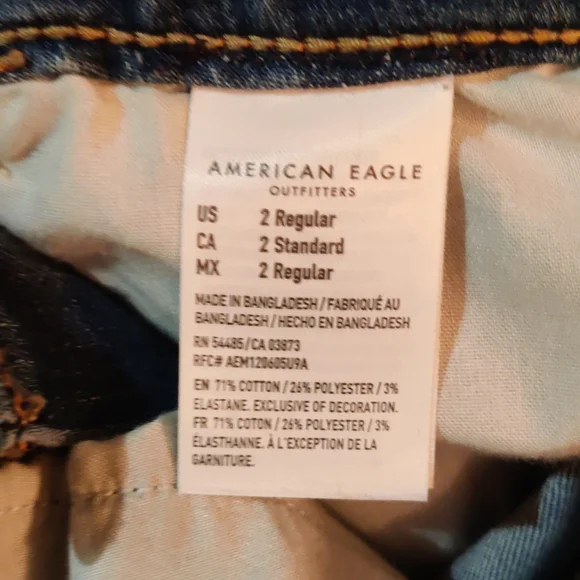 AMERICAN EAGLE
OUTFITTERS
US 2 Regular
CA 2 Standard
MX 2 Regular
MADE IN BANGLADESH / FABRIQUÉ AU
BANGLADESH / HECHO EN BANGLADESH
RN 54485 / CA 03873
RFC# AEM120605U9A
EN 71% COTTON / 26% POLYESTER / 3%
ELASTANE. EXCLUSIVE OF DECORATION.
FR 71% COTON / 26% POLYESTER / 3%
ÉLASTHANNE. À L'EXCEPTION DE LA
GARNITURE.